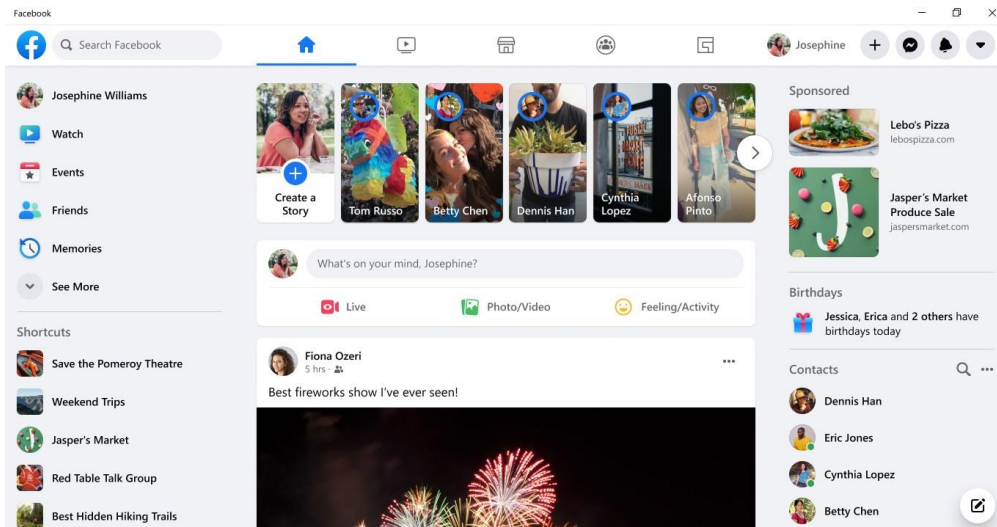 Facebook
Search Facebook
Josephine
Josephine Williams
Watch
Events
Friends
Memories
See More
Shortcuts
Save the Pomeroy Theatre
Weekend Trips
Jasper's Market
Red Table Talk Group
Best Hidden Hiking Trails
Create a
Story
Tom Russo
Betty Chen
Dennis Han
Cynthia
Lopez
Afonso
Pinto
What's on your mind, Josephine?
Live
Photo/Video
Feeling/Activity
Fiona Ozeri
5 hrs ·
Best fireworks show I've ever seen!
Sponsored
Lebo's Pizza
lebospizza.com
Jasper's Market
Produce Sale
jaspersmarket.com
Birthdays
Jessica, Erica and 2 others have
birthdays today
Contacts
Dennis Han
Eric Jones
Cynthia Lopez
Betty Chen